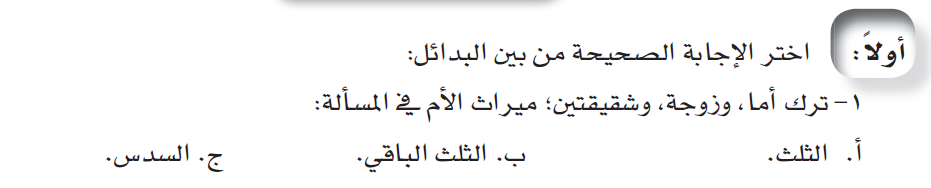 أولاً: اختر الإجابة الصحيحة من بين البدائل:
١- ترك أما، وزوجة، وشقيقتين؛ ميراث الأم في المسألة:
أ. الثلث. ب. الثلث الباقي. ج. السدس.